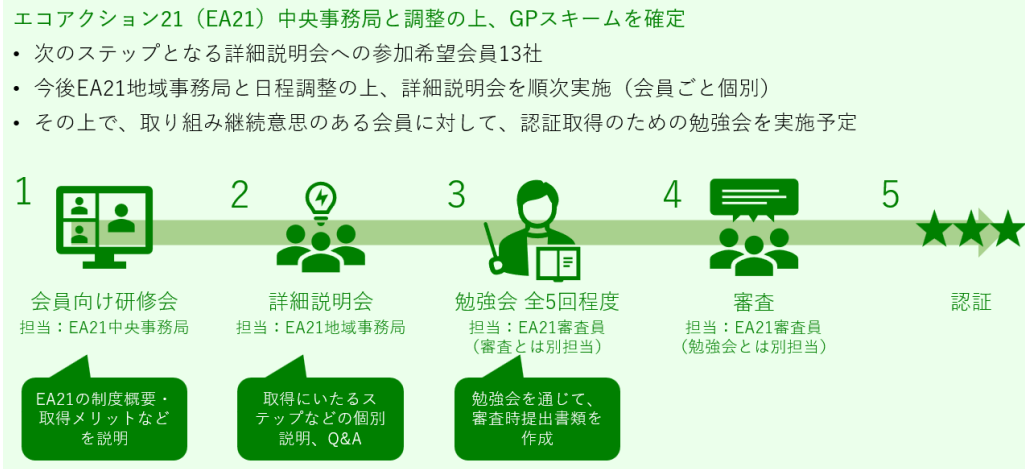 エコアクション21（EA21）中央事務局と調整の上、GPスキームを確定
• 次のステップとなる詳細説明会への参加希望会員13社
• 今後EA21地域事務局と日程調整の上、詳細説明会を順次実施（会員ごと個別）
• その上で、取り組み継続意思のある会員に対して、認証取得のための勉強会を実施予定
1
会員向け研修会
担当：EA21中央事務局
EA21の制度概要・
取得メリットなど
を説明
2
詳細説明会
担当：EA21地域事務局
取得にいたるス
テップなどの個別
説明、Q&A
3
勉強会 全5回程度
担当：EA21審査員
（審査とは別担当）
勉強会を通じて、
審査時提出書類を
作成
4
審査
担当：EA21審査員
（勉強会とは別担当）
5
認証